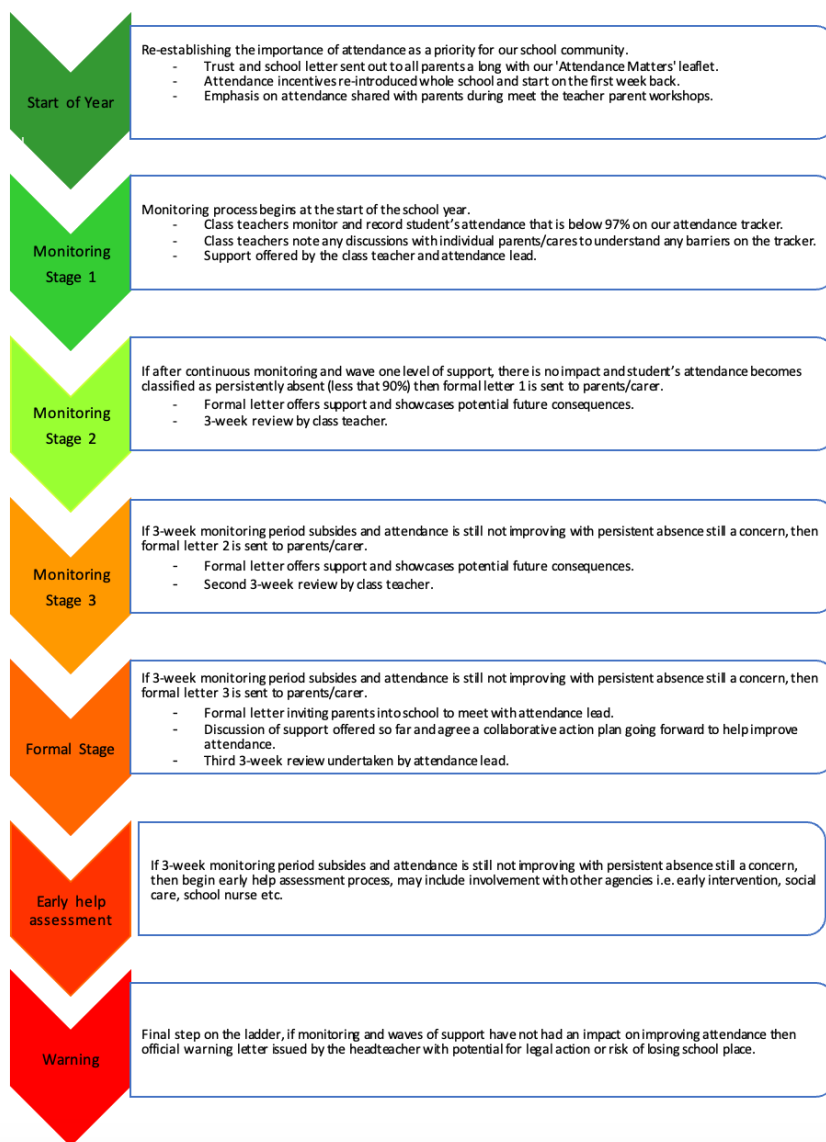 Start of Year
Re-establishing the importance of attendance as a priority for our school community.
- Trust and school letter sent out to all parents a long with our 'Attendance Matters' leaflet.
- Attendance incentives re-introduced whole school and start on the first week back.
- Emphasis on attendance shared with parents during meet the teacher parent workshops.
Monitoring
Stage 1
Monitoring process begins at the start of the school year.
- Class teachers monitor and record student's attendance that is below 97% on our attendance tracker.
- Class teachers note any discussions with individual parents/cares to understand any barriers on the tracker.
- Support offered by the class teacher and attendance lead.
Monitoring
Stage 2
If after continuous monitoring and wave one level of support, there is no impact and student's attendance becomes
classified as persistently absent (less that 90%) then formal letter 1 is sent to parents/carer.
- Formal letter offers support and showcases potential future consequences.
- 3-week review by class teacher.
Monitoring
Stage 3
If 3-week monitoring period subsides and attendance is still not improving with persistent absence still a concern, then
formal letter 2 is sent to parents/carer.
- Formal letter offers support and showcases potential future consequences.
- Second 3-week review by class teacher.
Formal Stage
If 3-week monitoring period subsides and attendance is still not improving with persistent absence still a concern, then
formal letter 3 is sent to parents/carer.
- Formal letter inviting parents into school to meet with attendance lead.
- Discussion of support offered so far and agree a collaborative action plan going forward to help improve
attendance.
- Third 3-week review undertaken by attendance lead.
Early help
assessment
If 3-week monitoring period subsides and attendance is still not improving with persistent absence still a concern,
then begin early help assessment process, may include involvement with other agencies i.e. early intervention, social
care, school nurse etc.
Warning
Final step on the ladder, if monitoring and waves of support have not had an impact on improving attendance then
official warning letter issued by the headteacher with potential for legal action or risk of losing school place.